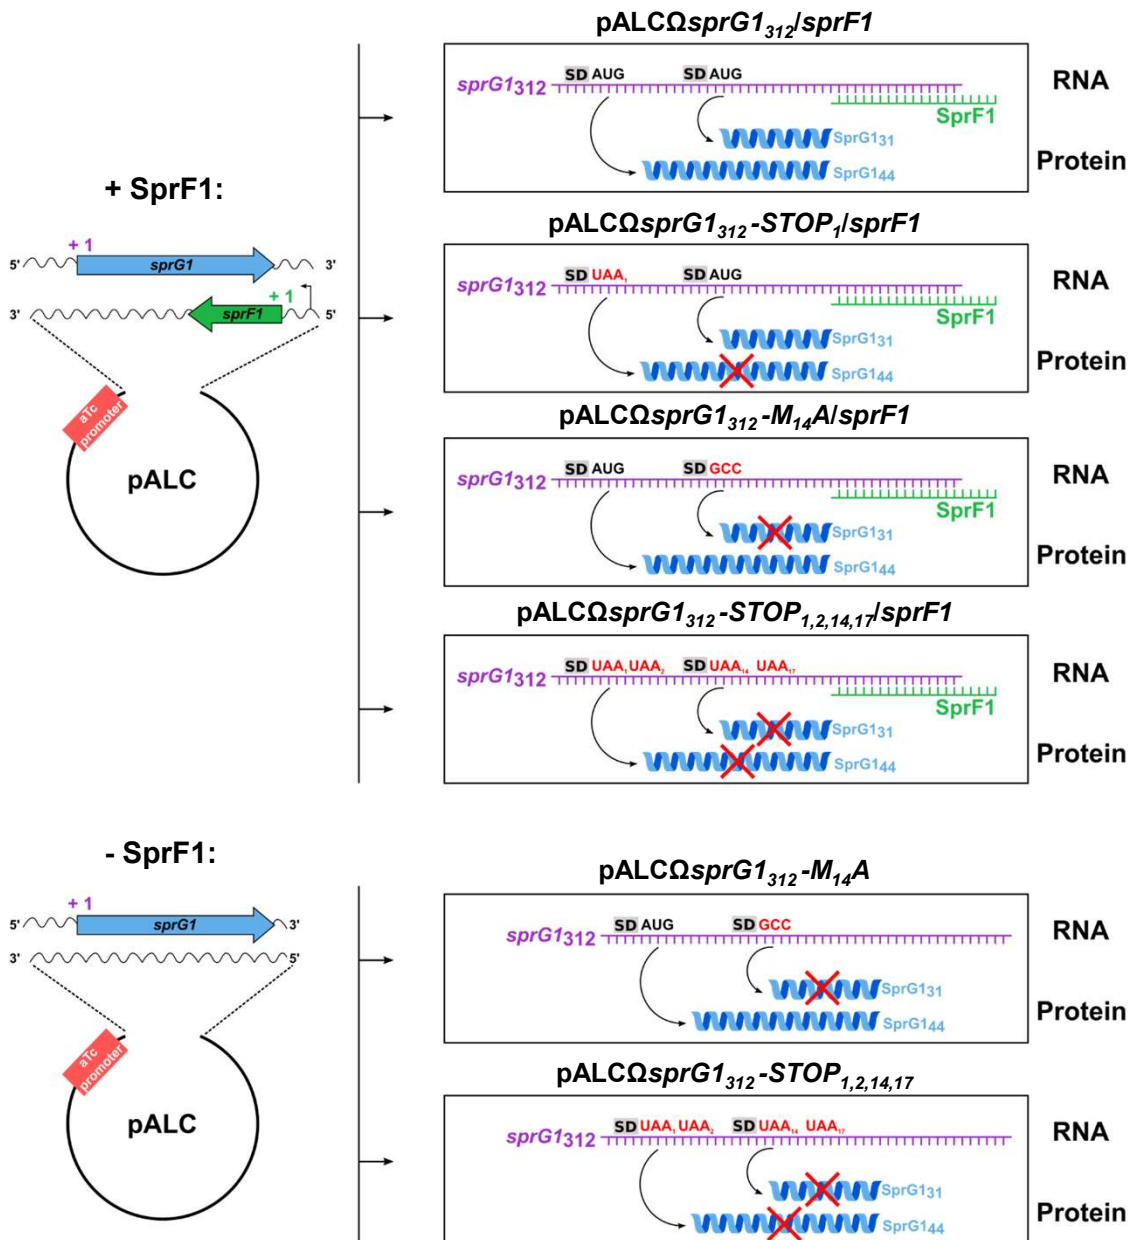 pALCΩsprG1312/sprF1
SD AUG SD AUG
sprG1312
SprF1
RNA
SprG131
SprG144
Protein
+ SprF1:
+ 1
5' sprG1 3'
+ 1
3' sprF1 5'
aTc promoter
pALC
pALCΩsprG1312-STOP1/sprF1
SD UAA1 SD AUG
sprG1312
SprF1
RNA
SprG131
SprG144
Protein
pALCΩsprG1312-M14A/sprF1
SD AUG SD GCC
sprG1312
SprF1
RNA
SprG131
SprG144
Protein
pALCΩsprG1312-STOP1,2,14,17/sprF1
SD UAA1 UAA2 SD UAA14 UAA17
sprG1312
SprF1
RNA
SprG131
SprG144
Protein
- SprF1:
+ 1
5' sprG1 3'
3' 5'
aTc promoter
pALC
pALCΩsprG1312-M14A
SD AUG SD GCC
sprG1312
RNA
SprG131
SprG144
Protein
pALCΩsprG1312-STOP1,2,14,17
SD UAA1 UAA2 SD UAA14 UAA17
sprG1312
RNA
SprG131
SprG144
Protein